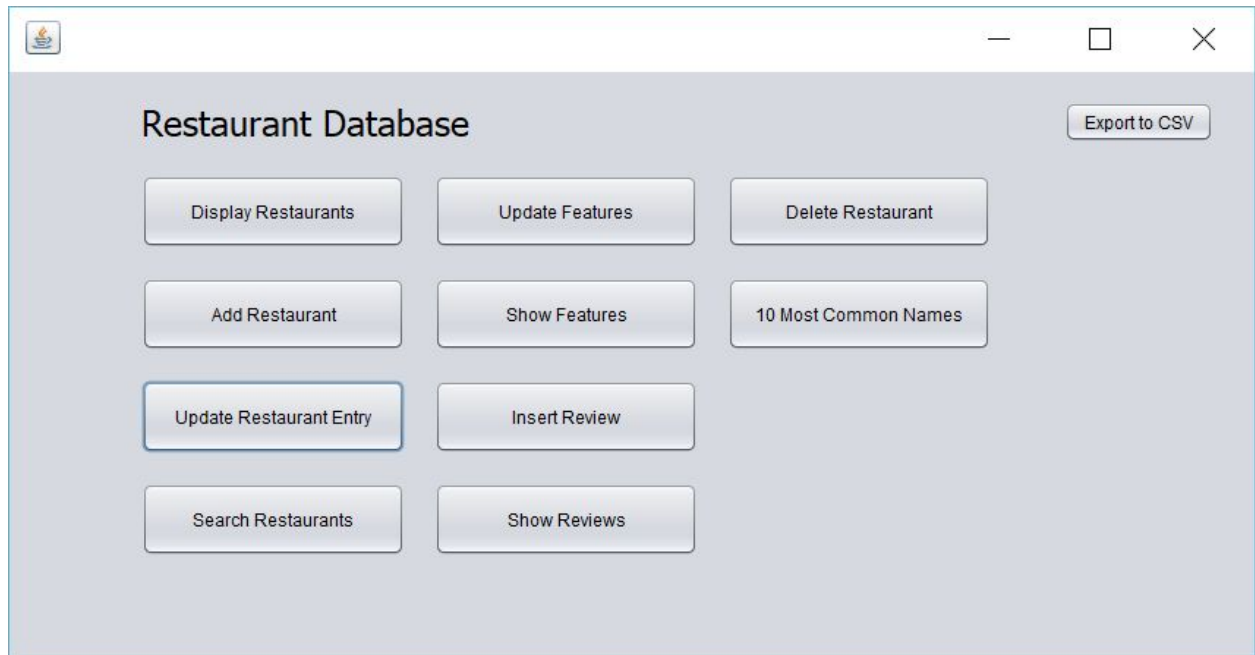 Restaurant Database
Export to CSV
Display Restaurants
Update Features
Delete Restaurant
Add Restaurant
Show Features
10 Most Common Names
Update Restaurant Entry
Insert Review
Search Restaurants
Show Reviews